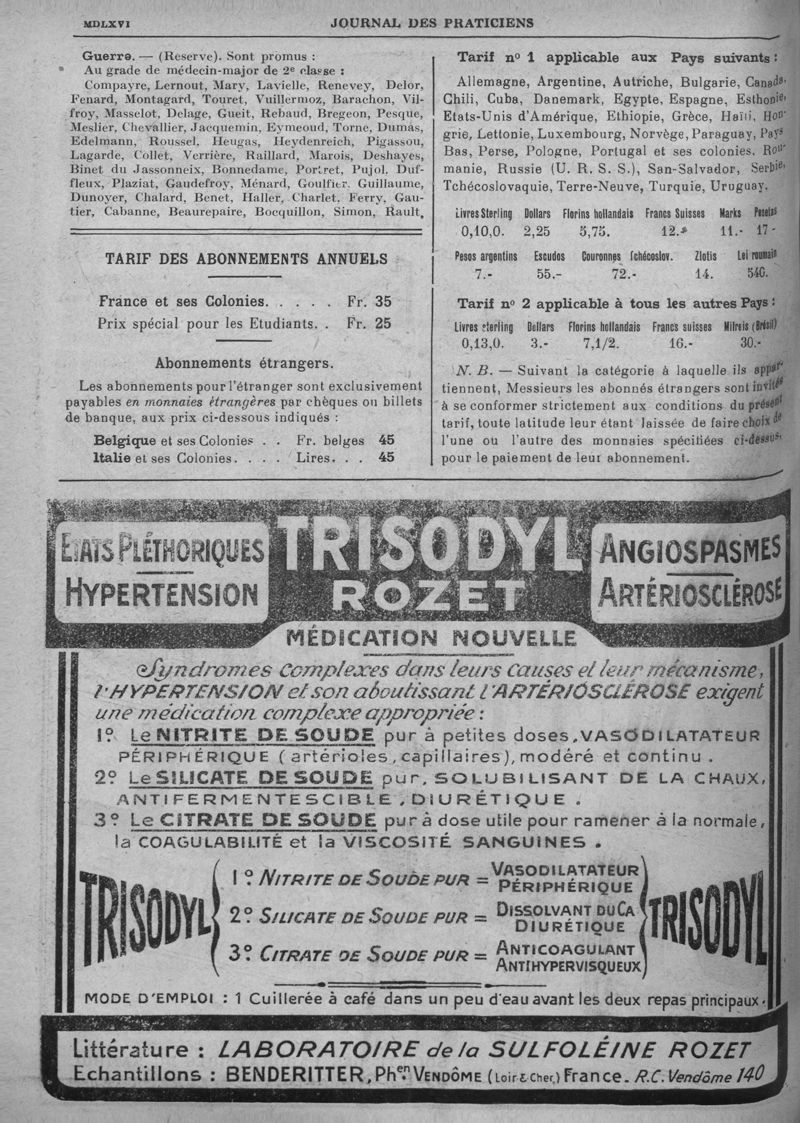 MDLXVI
JOURNAL DES PRATICIENS
Guerre. — (Reserve). Sont promus :
Au grade de médecin-major de 2e classe :
Compayre, Lernout, Mary, Lavielle, Renevey, Delor,
Fenard, Montagard, Touret, Vuillermoz, Barachon, Vil-
froy, Masselot, Delage, Gueit, Rebaud, Bregeon, Pesque,
Meslier, Chevallier, Jacquemin, Eymeoud, Torne, Dumas,
Edelmann, Roussel, Heugas, Heydenreich, Pigassou,
Lagarde, Collet, Verrière, Raillard, Marois, Deshayes,
Binet du Jassonneix, Bonnedame, Portret, Pujol, Duf-
fleux, Plaziat, Gaudefroy, Ménard, Goulfier, Guillaume,
Dunoyer, Chalard, Benet, Haller, Charlet, Ferry, Gau-
tier, Cabanne, Beaurepaire, Bocquillon, Simon, Rault,
TARIF DES ABONNEMENTS ANNUELS
France et ses Colonies. . . . . Fr. 35
Prix spécial pour les Etudiants. . Fr. 25
Abonnements étrangers.
Les abonnements pour l'étranger sont exclusivement
payables en monnaies étrangères par chèques ou billets
de banque, aux prix ci-dessous indiqués :
Belgique et ses Colonies . . Fr. belges 45
Italie et ses Colonies. . . . Lires. . . 45
Tarif nº 1 applicable aux Pays suivants :
Allemagne, Argentine, Autriche, Bulgarie, Canada,
Chili, Cuba, Danemark, Egypte, Espagne, Esthonie,
Etats-Unis d'Amérique, Ethiopie, Grèce, Haïti, Hon-
grie, Lettonie, Luxembourg, Norvège, Paraguay, Pays
Bas, Perse, Pologne, Portugal et ses colonies. Rou-
manie, Russie (U. R. S. S.), San-Salvador, Serbie,
Tchécoslovaquie, Terre-Neuve, Turquie, Uruguay,
Livres Sterling Dollars Florins hollandais Francs Suisses Marks Pesetas
0,10,0. 2,25 5,75. 12.- 11.- 17-
Pesos argentins Escudos Couronnes Tchécoslov. Zlotis Lei roumain
7.- 55.- 72.- 14. 540.
Tarif nº 2 applicable à tous les autres Pays :
Livres sterling Dollars Florins hollandais Francs suisses Milreis (Brésil)
0,13,0. 3.- 7,1/2. 16.- 30.-
N. B. — Suivant la catégorie à laquelle ils appar-
tiennent, Messieurs les abonnés étrangers sont invités
à se conformer strictement aux conditions du présent
tarif, toute latitude leur étant laissée de faire choix de
l'une ou l'autre des monnaies spécifiées ci-dessus,
pour le paiement de leur abonnement.
ETATS PLÉTHORIQUES
HYPERTENSION
TRISODYL
ROZET
ANGIOSPASMES
ARTÉRIOSCLÉROSE
MÉDICATION NOUVELLE
Syndromes complexes dans leurs causes et leur mécanisme,
l'HYPERTENSION et son aboutissant l'ARTÉRIOSCLÉROSE exigent
une médication complexe appropriée :
1º Le NITRITE DE SOUDE pur à petites doses, VASODILATATEUR
PÉRIPHÉRIQUE (artérioles, capillaires), modéré et continu.
2º Le SILICATE DE SOUDE pur, SOLUBILISANT DE LA CHAUX,
ANTIFERMENTESCIBLE, DIURÉTIQUE.
3º Le CITRATE DE SOUDE pur à dose utile pour ramener à la normale,
la COAGULABILITÉ et la VISCOSITÉ SANGUINES.
TRISODYL
1º NITRITE DE SOUDE PUR = VASODILATATEUR
PÉRIPHÉRIQUE
2º SILICATE DE SOUDE PUR = DISSOLVANT DU CA
DIURÉTIQUE
3º CITRATE DE SOUDE PUR = ANTICOAGULANT
ANTIHYPERVISQUEUX
TRISODYL
MODE D'EMPLOI : 1 Cuillerée à café dans un peu d'eau avant les deux repas principaux.
Littérature : LABORATOIRE de la SULFOLÉINE ROZET
Echantillons : BENDERITTER, Phen. VENDÔME (Loir & Cher,) France. R.C. Vendôme 140